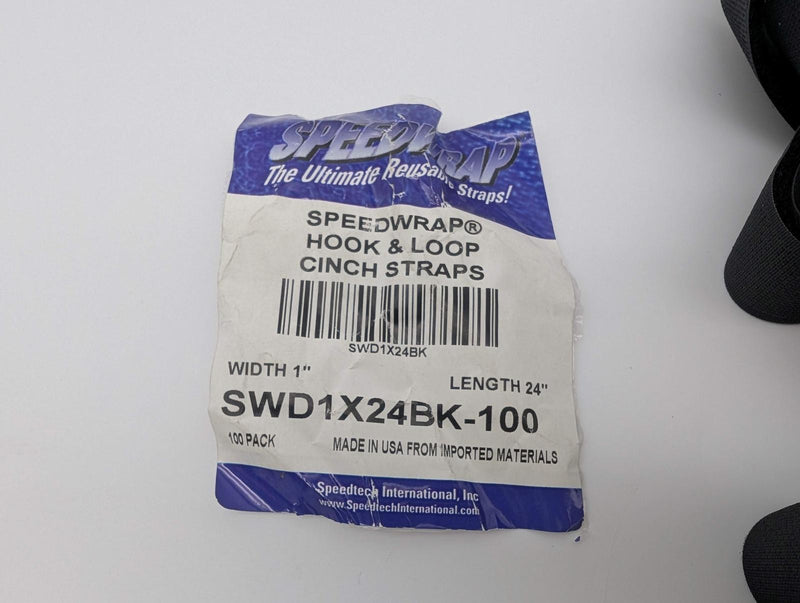 SPEEDWRAP
The Ultimate Reusable Straps!
SPEEDWRAP®
HOOK & LOOP
CINCH STRAPS
SWD1X24BK
WIDTH 1"
LENGTH 24"
SWD1X24BK-100
100 PACK
MADE IN USA FROM IMPORTED MATERIALS
Speedtech International, Inc
www.SpeedtechInternational.com